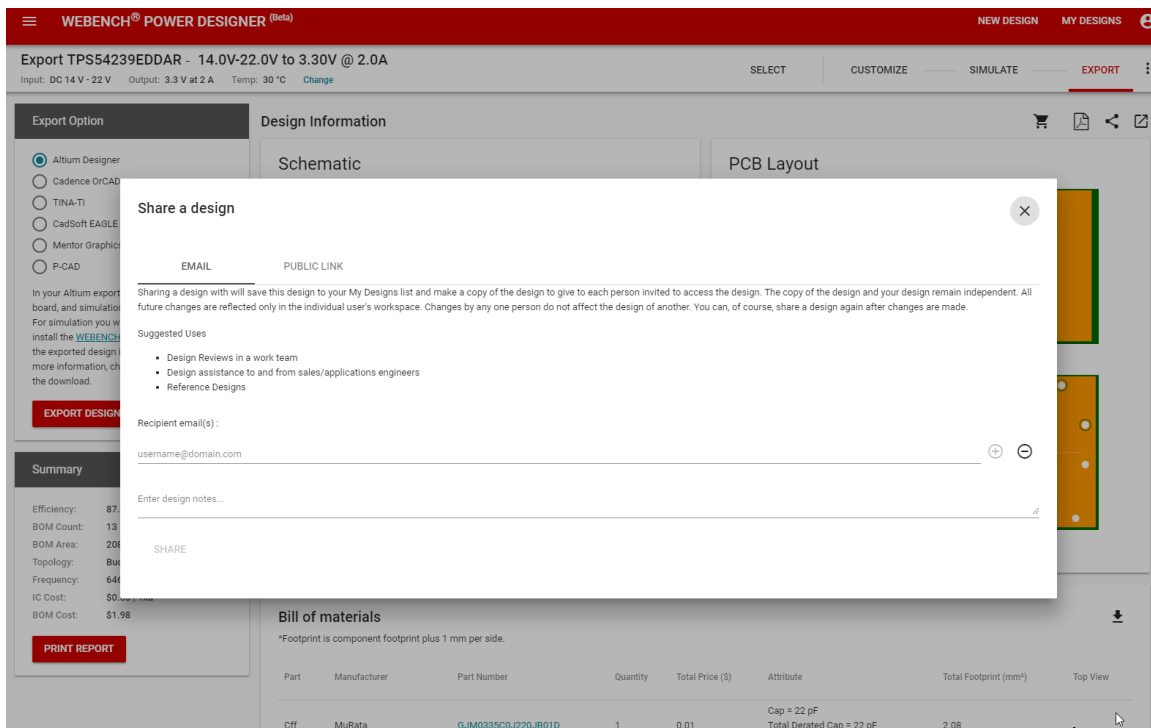 WEBENCH® POWER DESIGNER (Beta)
NEW DESIGN MY DESIGNS
Export TPS54239EDDAR - 14.0V-22.0V to 3.30V @ 2.0A
Input: DC 14 V - 22 V Output: 3.3 V at 2 A Temp: 30 °C Change
SELECT CUSTOMIZE SIMULATE EXPORT
Export Option
Altium Designer
Cadence OrCAD
TINA-TI
CadSoft EAGLE
Mentor Graphics
P-CAD
In your Altium export
board, and simulation
For simulation you w
install the WEBENCH
the exported design i
more information, ch
the download.
EXPORT DESIGN
Summary
Efficiency: 87.
BOM Count: 13
BOM Area: 208
Topology: Buc
Frequency: 646
IC Cost:
BOM Cost: $1.98
PRINT REPORT
Design Information
Schematic
PCB Layout
Share a design
EMAIL PUBLIC LINK
Sharing a design with will save this design to your My Designs list and make a copy of the design to give to each person invited to access the design. The copy of the design and your design remain independent. All
future changes are reflected only in the individual user's workspace. Changes by any one person do not affect the design of another. You can, of course, share a design again after changes are made.
Suggested Uses
• Design Reviews in a work team
• Design assistance to and from sales/applications engineers
• Reference Designs
Recipient email(s) :
username@domain.com
Enter design notes...
SHARE
Bill of materials
*Footprint is component footprint plus 1 mm per side.
Part Manufacturer Part Number Quantity Total Price ($) Attribute Total Footprint (mm²) Top View
Cap = 22 pF
Cff MuRata GJM0335C0J220JB01D 1 0.01 Total Derated Cap = 22 pF 2.08